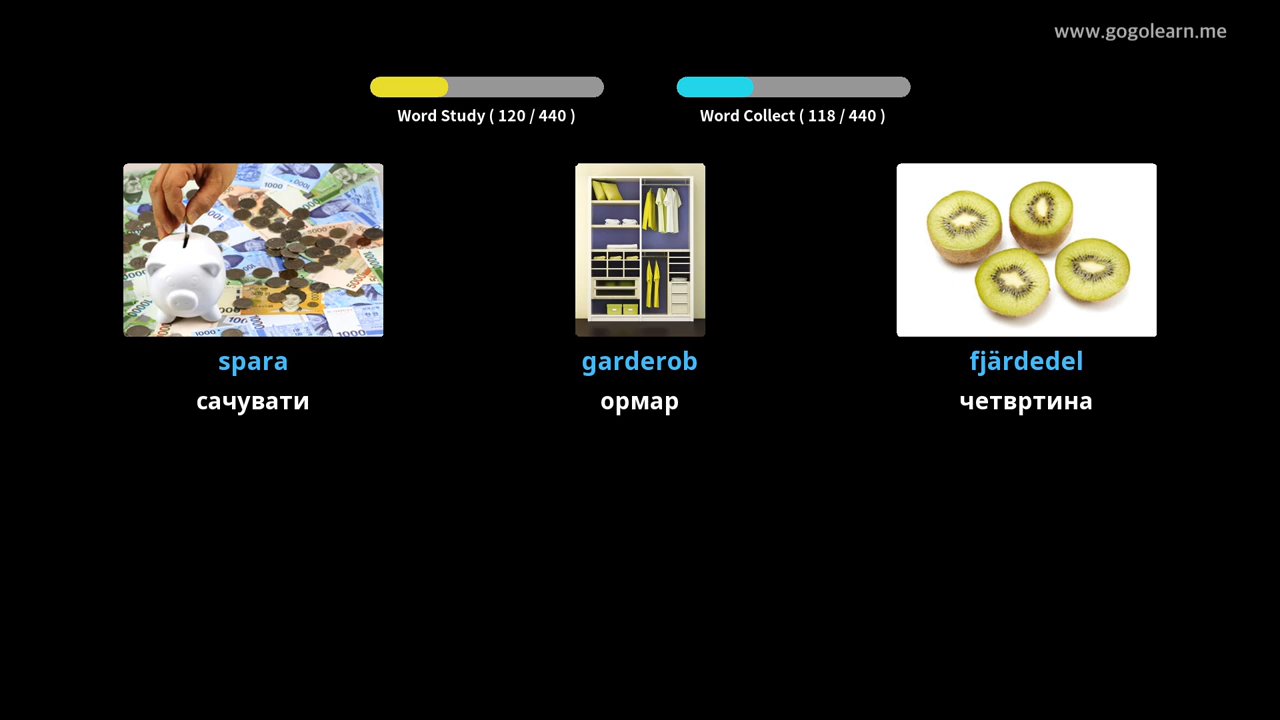 www.gogolearn.me
Word Study ( 120 / 440 )
Word Collect ( 118 / 440 )
spara
garderob
fjärdedel
сачувати
ормар
четвртина